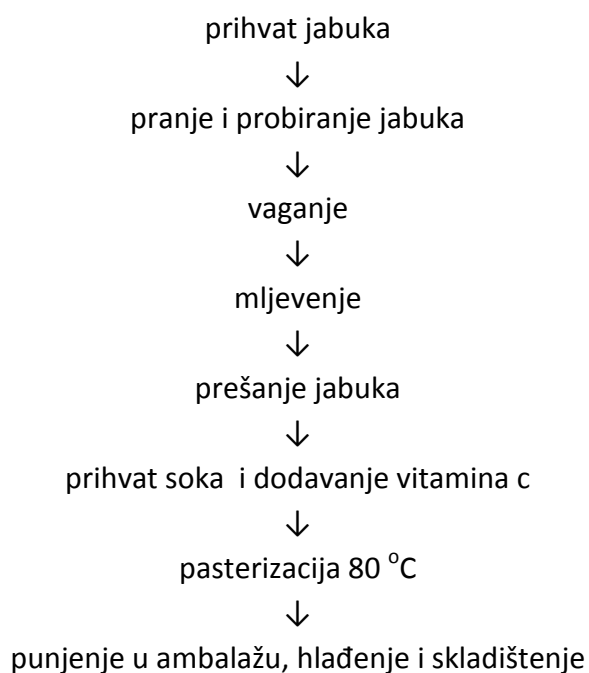 prihvat jabuka
↓
pranje i probiranje jabuka
↓
vaganje
↓
mljevenje
↓
prešanje jabuka
↓
prihvat soka  i dodavanje vitamina c
↓
pasterizacija 80 °C
↓
punjenje u ambalažu, hlađenje i skladištenje